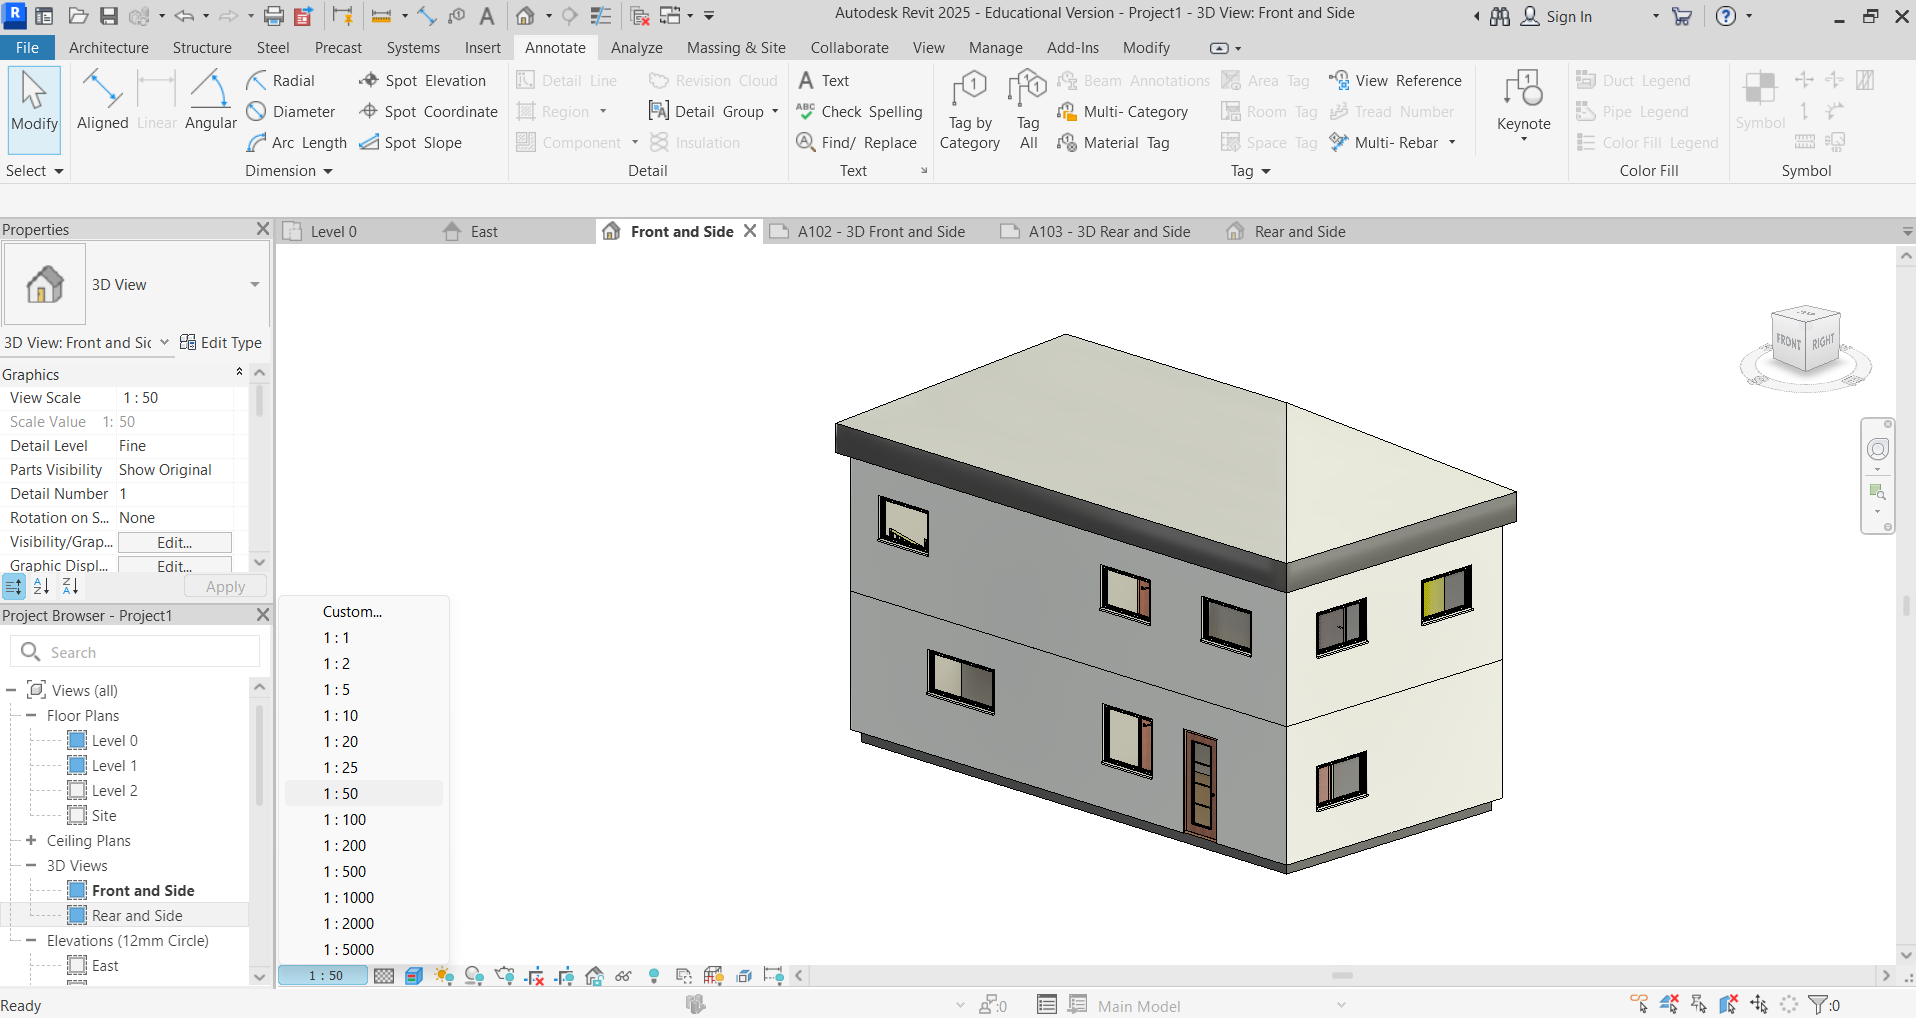 R
Autodesk Revit 2025 - Educational Version - Project1 - 3D View: Front and Side
Sign In
File Architecture Structure Steel Precast Systems Insert Annotate Analyze Massing & Site Collaborate View Manage Add-Ins Modify
Modify
Select
Aligned
Linear
Angular
Radial
Diameter
Arc Length
Spot Elevation
Spot Coordinate
Spot Slope
Dimension
Detail Line
Region
Component
Revision Cloud
Detail Group
Insulation
Detail
Text
ABC Check Spelling
Find/ Replace
Text
Tag by
Category
Tag
All
Beam Annotations
Multi- Category
Material Tag
Area Tag
Room Tag
Space Tag
View Reference
Tread Number
Multi- Rebar
Tag
Keynote
Duct Legend
Pipe Legend
Color Fill Legend
Color Fill
Symbol
Symbol
Properties
Level 0 East Front and Side A102 - 3D Front and Side A103 - 3D Rear and Side Rear and Side
3D View
3D View: Front and Sic Edit Type
Graphics
View Scale 1 : 50
Scale Value 1: 50
Detail Level Fine
Parts Visibility Show Original
Detail Number 1
Rotation on S... None
Visibility/Grap... Edit...
Graphic Displ... Edit...
Apply
Project Browser - Project1
Search
Views (all)
Floor Plans
Level 0
Level 1
Level 2
Site
Ceiling Plans
3D Views
Front and Side
Rear and Side
Elevations (12mm Circle)
East
Custom...
1 : 1
1 : 2
1 : 5
1 : 10
1 : 20
1 : 25
1 : 50
1 : 100
1 : 200
1 : 500
1 : 1000
1 : 2000
1 : 5000
1 : 50
FRONT RIGHT
Ready
:0
Main Model
:0